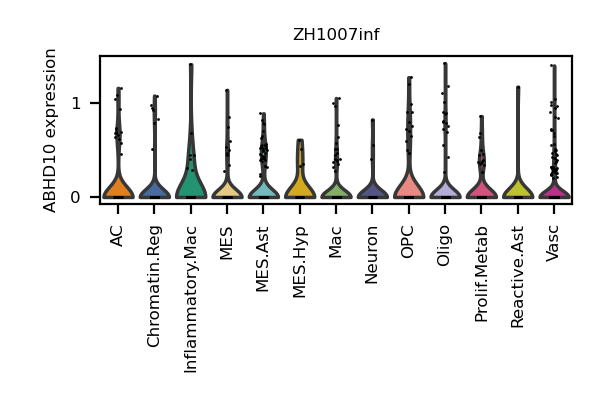 ZH1007inf
ABHD10 expression
1
0
AC
Chromatin.Reg
Inflammatory.Mac
MES
MES.Ast
MES.Hyp
Mac
Neuron
OPC
Oligo
Prolif.Metab
Reactive.Ast
Vasc